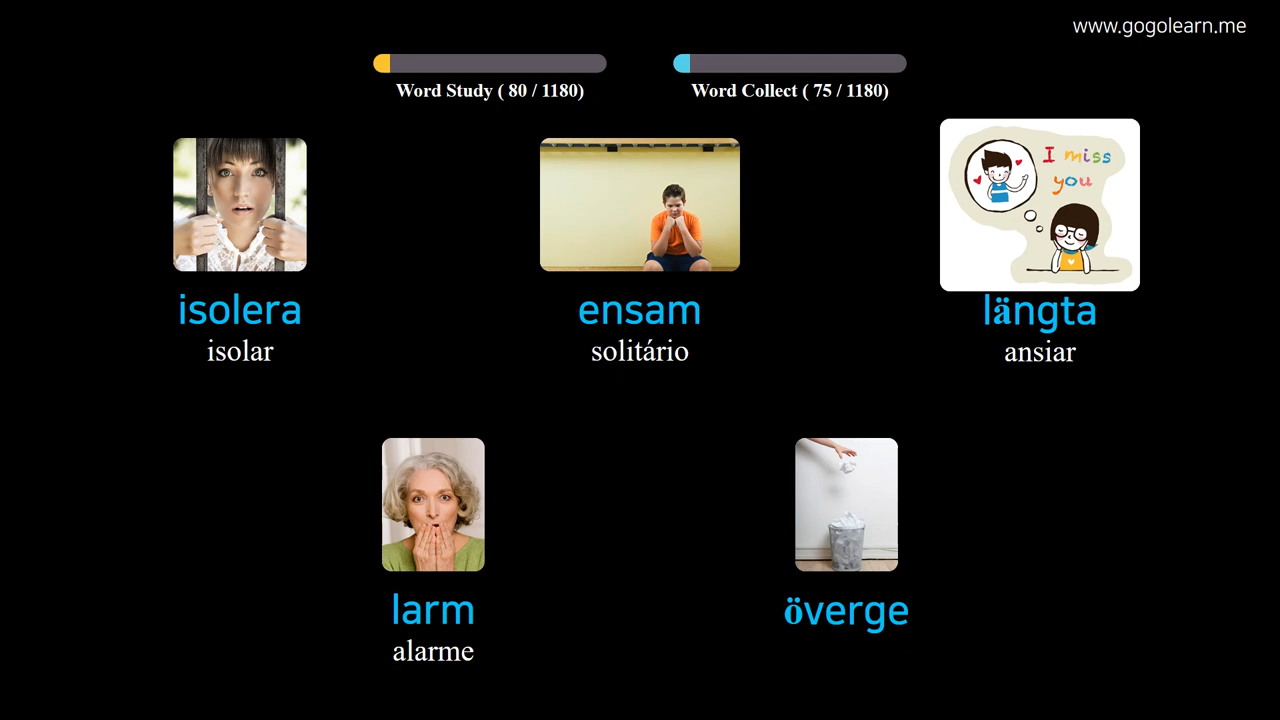 www.gogolearn.me
Word Study ( 80 / 1180)
Word Collect ( 75 / 1180)
I miss
you
isolera
isolar
ensam
solitário
längta
ansiar
larm
alarme
överge